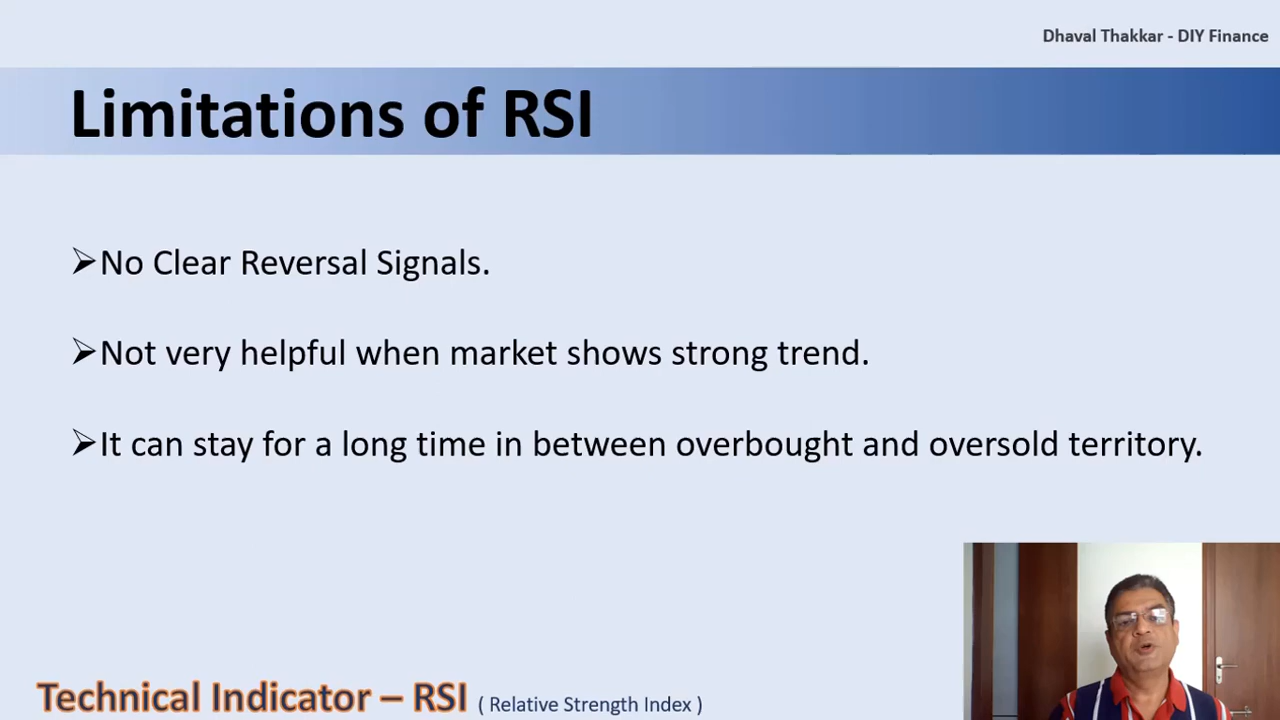 Dhaval Thakkar - DIY Finance
Limitations of RSI
➢No Clear Reversal Signals.
➢Not very helpful when market shows strong trend.
➢It can stay for a long time in between overbought and oversold territory.
Technical Indicator – RSI ( Relative Strength Index )